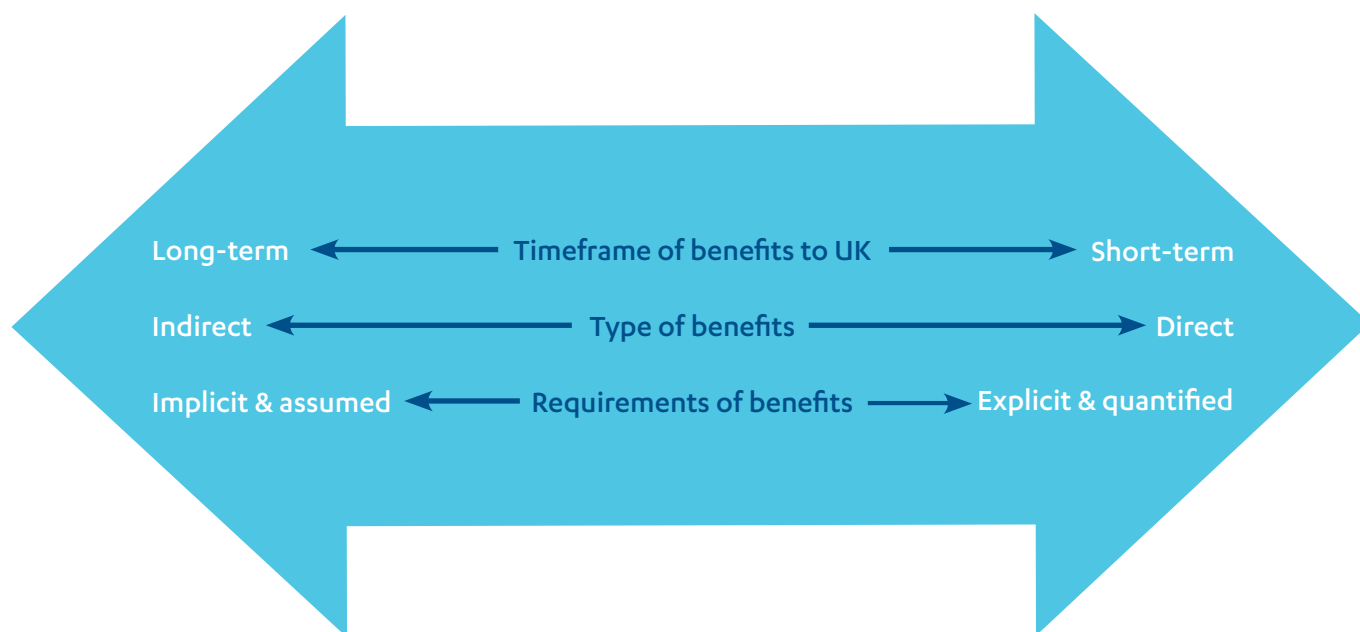 Long-term Timeframe of benefits to UK Short-term
Indirect Type of benefits Direct
Implicit & assumed Requirements of benefits Explicit & quantified